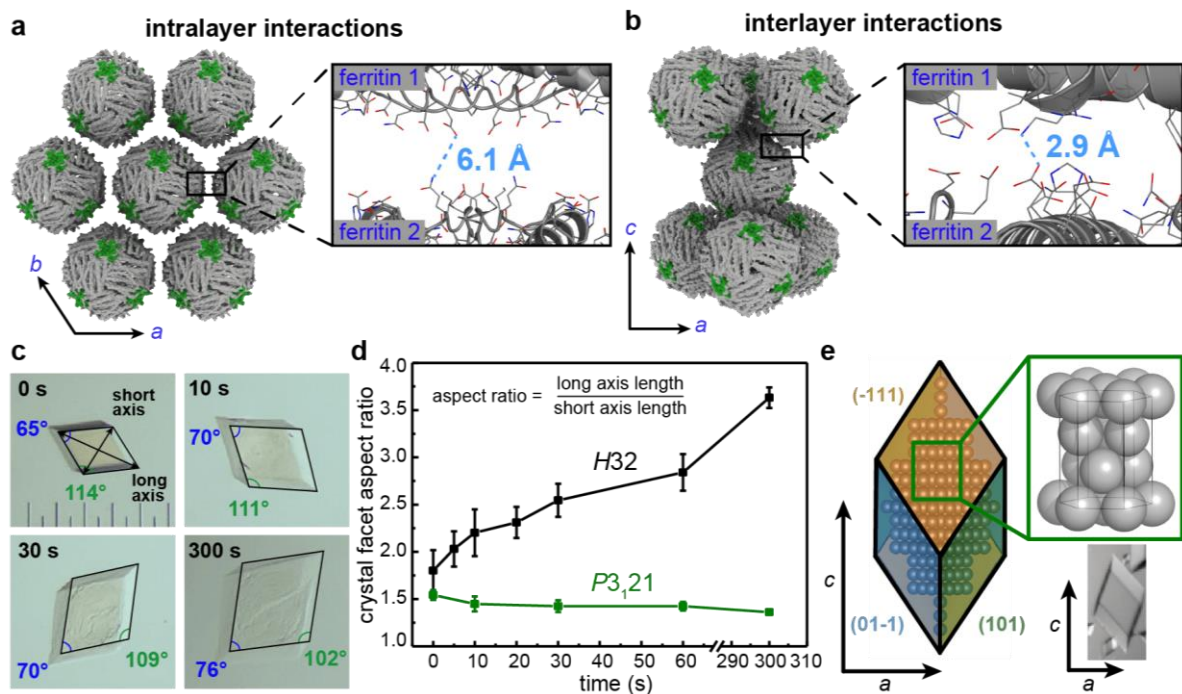 a
intralayer interactions
ferritin 1
6.1 Å
ferritin 2
b
a
b
interlayer interactions
ferritin 1
2.9 Å
ferritin 2
c
a
c
0 s
short
axis
65°
114°
long
axis
10 s
70°
111°
30 s
70°
109°
300 s
76°
102°
d
crystal facet aspect ratio
4.0
3.5
3.0
2.5
2.0
1.5
1.0
aspect ratio = long axis length
short axis length
H32
P3₁21
0 10 20 30 40 50 60 290 300 310
time (s)
e
(-111)
(01-1)
(101)
c
a
c
a